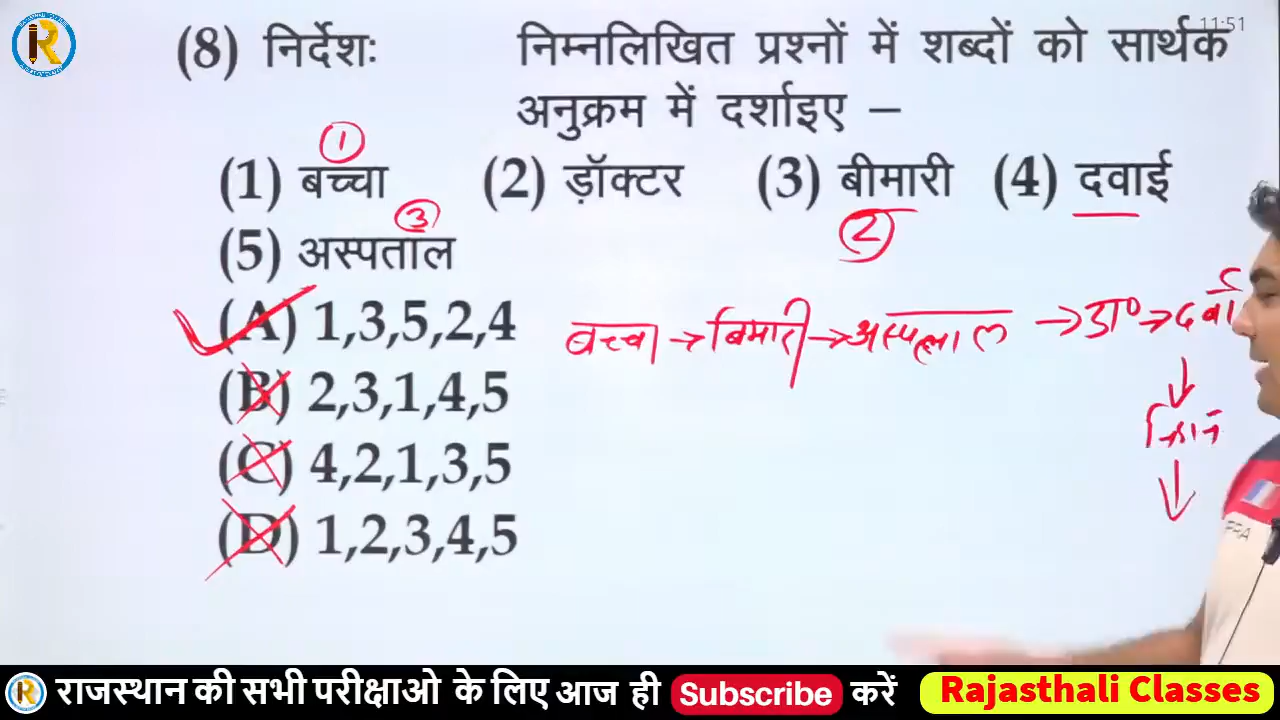 11:51
(8) निर्देशः निम्नलिखित प्रश्नों में शब्दों को सार्थक
अनुक्रम में दर्शाइए –
①
(1) बच्चा (2) ड़ॉक्टर (3) बीमारी (4) दवाई
③ ②
(5) अस्पताल
(A) 1,3,5,2,4
बच्चा → बिमारी → अस्पताल → डा० → दवाई
(B) 2,3,1,4,5
(C) 4,2,1,3,5
(D) 1,2,3,4,5
राजस्थान की सभी परीक्षाओ के लिए आज ही Subscribe करें Rajasthali Classes